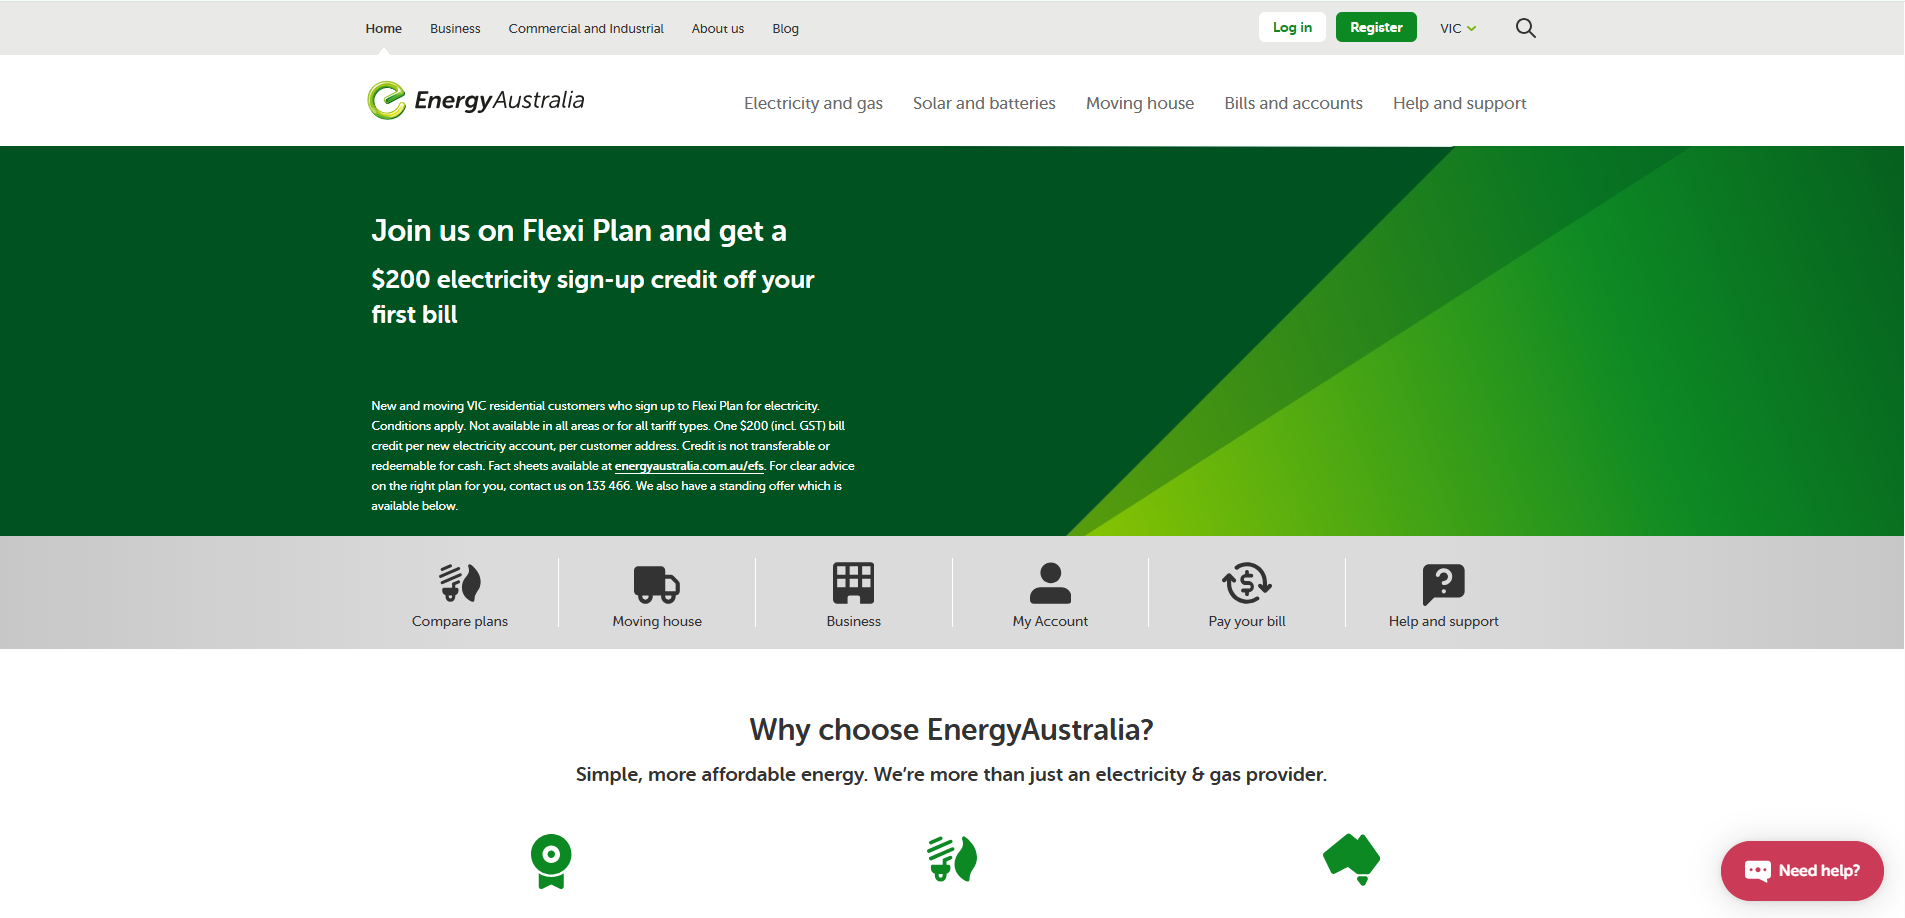 Home Business Commercial and Industrial About us Blog Log in Register VIC
EnergyAustralia Electricity and gas Solar and batteries Moving house Bills and accounts Help and support
Join us on Flexi Plan and get a
$200 electricity sign-up credit off your
first bill
New and moving VIC residential customers who sign up to Flexi Plan for electricity.
Conditions apply. Not available in all areas or for all tariff types. One $200 (incl. GST) bill
credit per new electricity account, per customer address. Credit is not transferable or
redeemable for cash. Fact sheets available at energyaustralia.com.au/efs. For clear advice
on the right plan for you, contact us on 133 466. We also have a standing offer which is
available below.
Compare plans Moving house Business My Account Pay your bill Help and support
Why choose EnergyAustralia?
Simple, more affordable energy. We’re more than just an electricity & gas provider.
Need help?